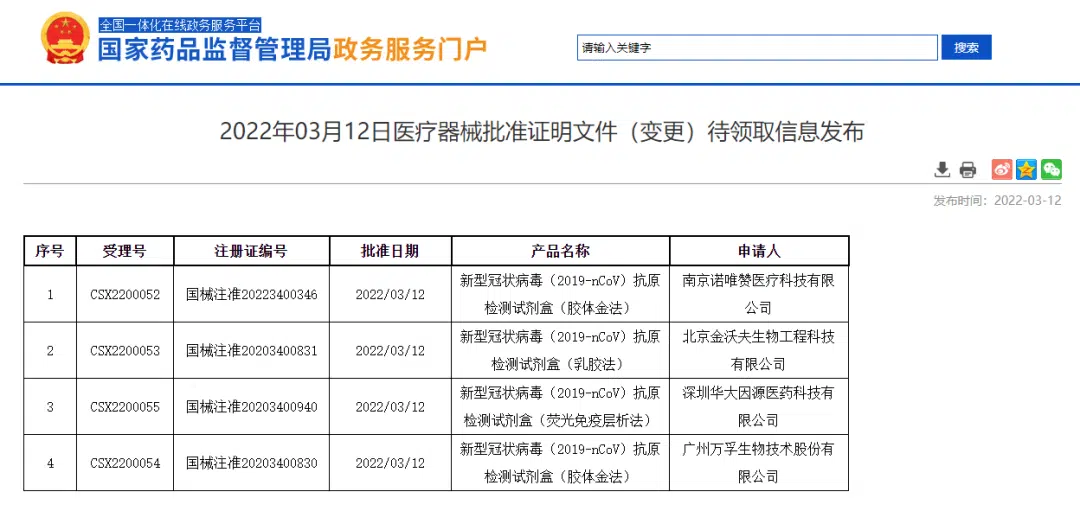 全国一体化在线政务服务平台
国家药品监督管理局政务服务门户
请输入关键字
搜索
2022年03月12日医疗器械批准证明文件（变更）待领取信息发布
发布时间：2022-03-12
序号 受理号 注册证编号 批准日期 产品名称 申请人
1 CSX2200052 国械注准20223400346 2022/03/12 新型冠状病毒（2019-nCoV）抗原 南京诺唯赞医疗科技有限
检测试剂盒（胶体金法） 公司
2 CSX2200053 国械注准20203400831 2022/03/12 新型冠状病毒（2019-nCoV）抗原 北京金沃夫生物工程科技
检测试剂盒（乳胶法） 有限公司
3 CSX2200055 国械注准20203400940 2022/03/12 新型冠状病毒（2019-nCoV）抗原 深圳华大因源医药科技有
检测试剂盒（荧光免疫层析法） 限公司
4 CSX2200054 国械注准20203400830 2022/03/12 新型冠状病毒（2019-nCoV）抗原 广州万孚生物技术股份有
检测试剂盒（胶体金法） 限公司